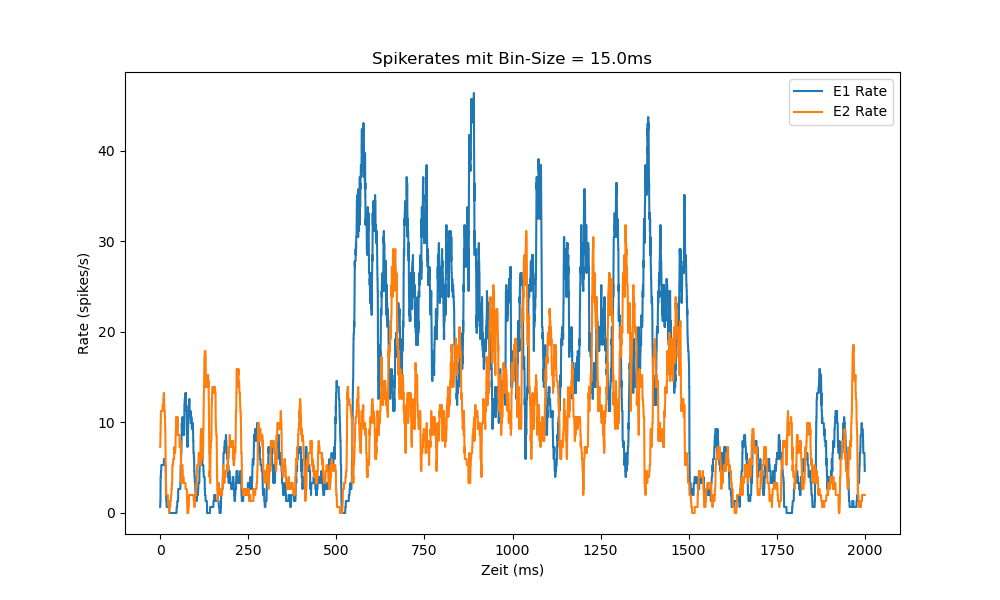 Spikerates mit Bin-Size = 15.0ms
E1 Rate
E2 Rate
Rate (spikes/s)
40
30
20
10
0
0 250 500 750 1000 1250 1500 1750 2000
Zeit (ms)